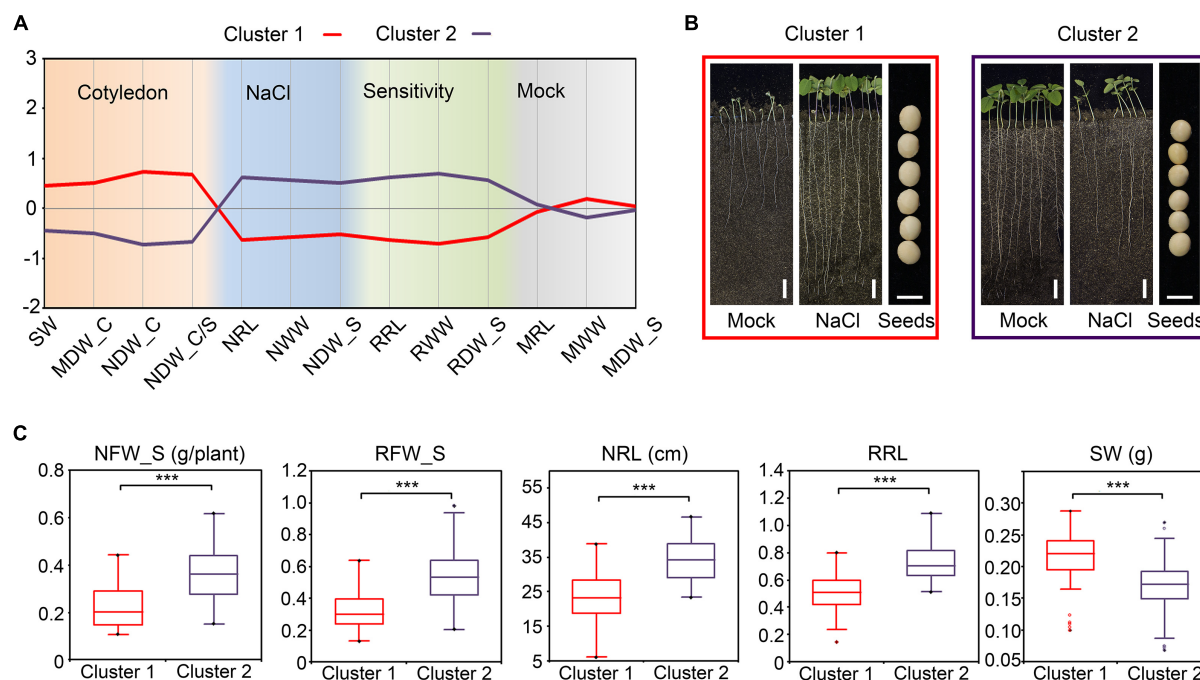 A
Cluster 1 Cluster 2
3
2
1
0
-1
-2
Cotyledon NaCl Sensitivity Mock
SW MDW_C NDW_C NDW_C/S NRL NWW NDW_S RRL RWW RDW_S MRL MWW MDW_S
B
Cluster 1 Cluster 2
Mock NaCl Seeds Mock NaCl Seeds
C
NFW_S (g/plant)
0.8
0.6
0.4
0.2
0
***
Cluster 1 Cluster 2
RFW_S
1.2
1.0
0.8
0.6
0.4
0.2
0
***
Cluster 1 Cluster 2
NRL (cm)
55
45
35
25
15
5
***
Cluster 1 Cluster 2
RRL
1.4
1.2
1.0
0.8
0.6
0.4
0.2
0
***
Cluster 1 Cluster 2
SW (g)
0.30
0.25
0.20
0.15
0.10
0.05
***
Cluster 1 Cluster 2